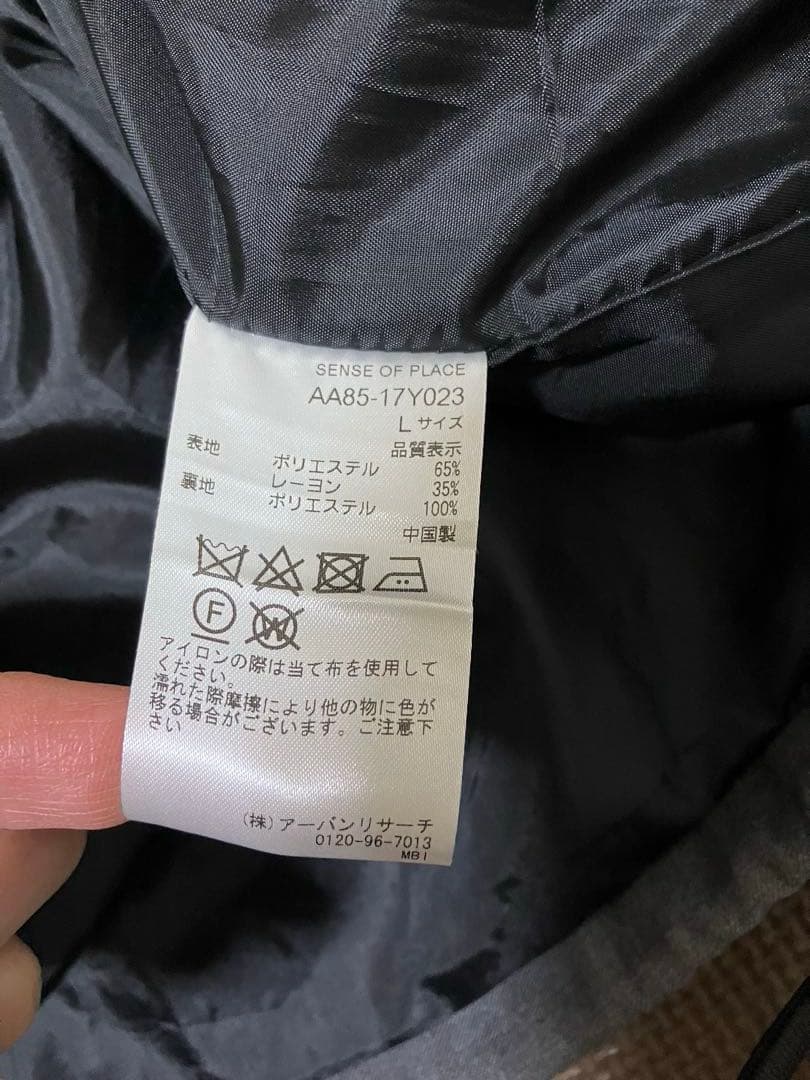 SENSE OF PLACE
AA85-17Y023
L サイズ
品質表示
表地 ポリエステル 65%
レーヨン 35%
裏地 ポリエステル 100%
中国製
F W
アイロンの際は当て布を使用して
ください。
濡れた際摩擦により他の物に色が
移る場合がございます。ご注意下
さい
(株)アーバンリサーチ
0120-96-7013
MBI